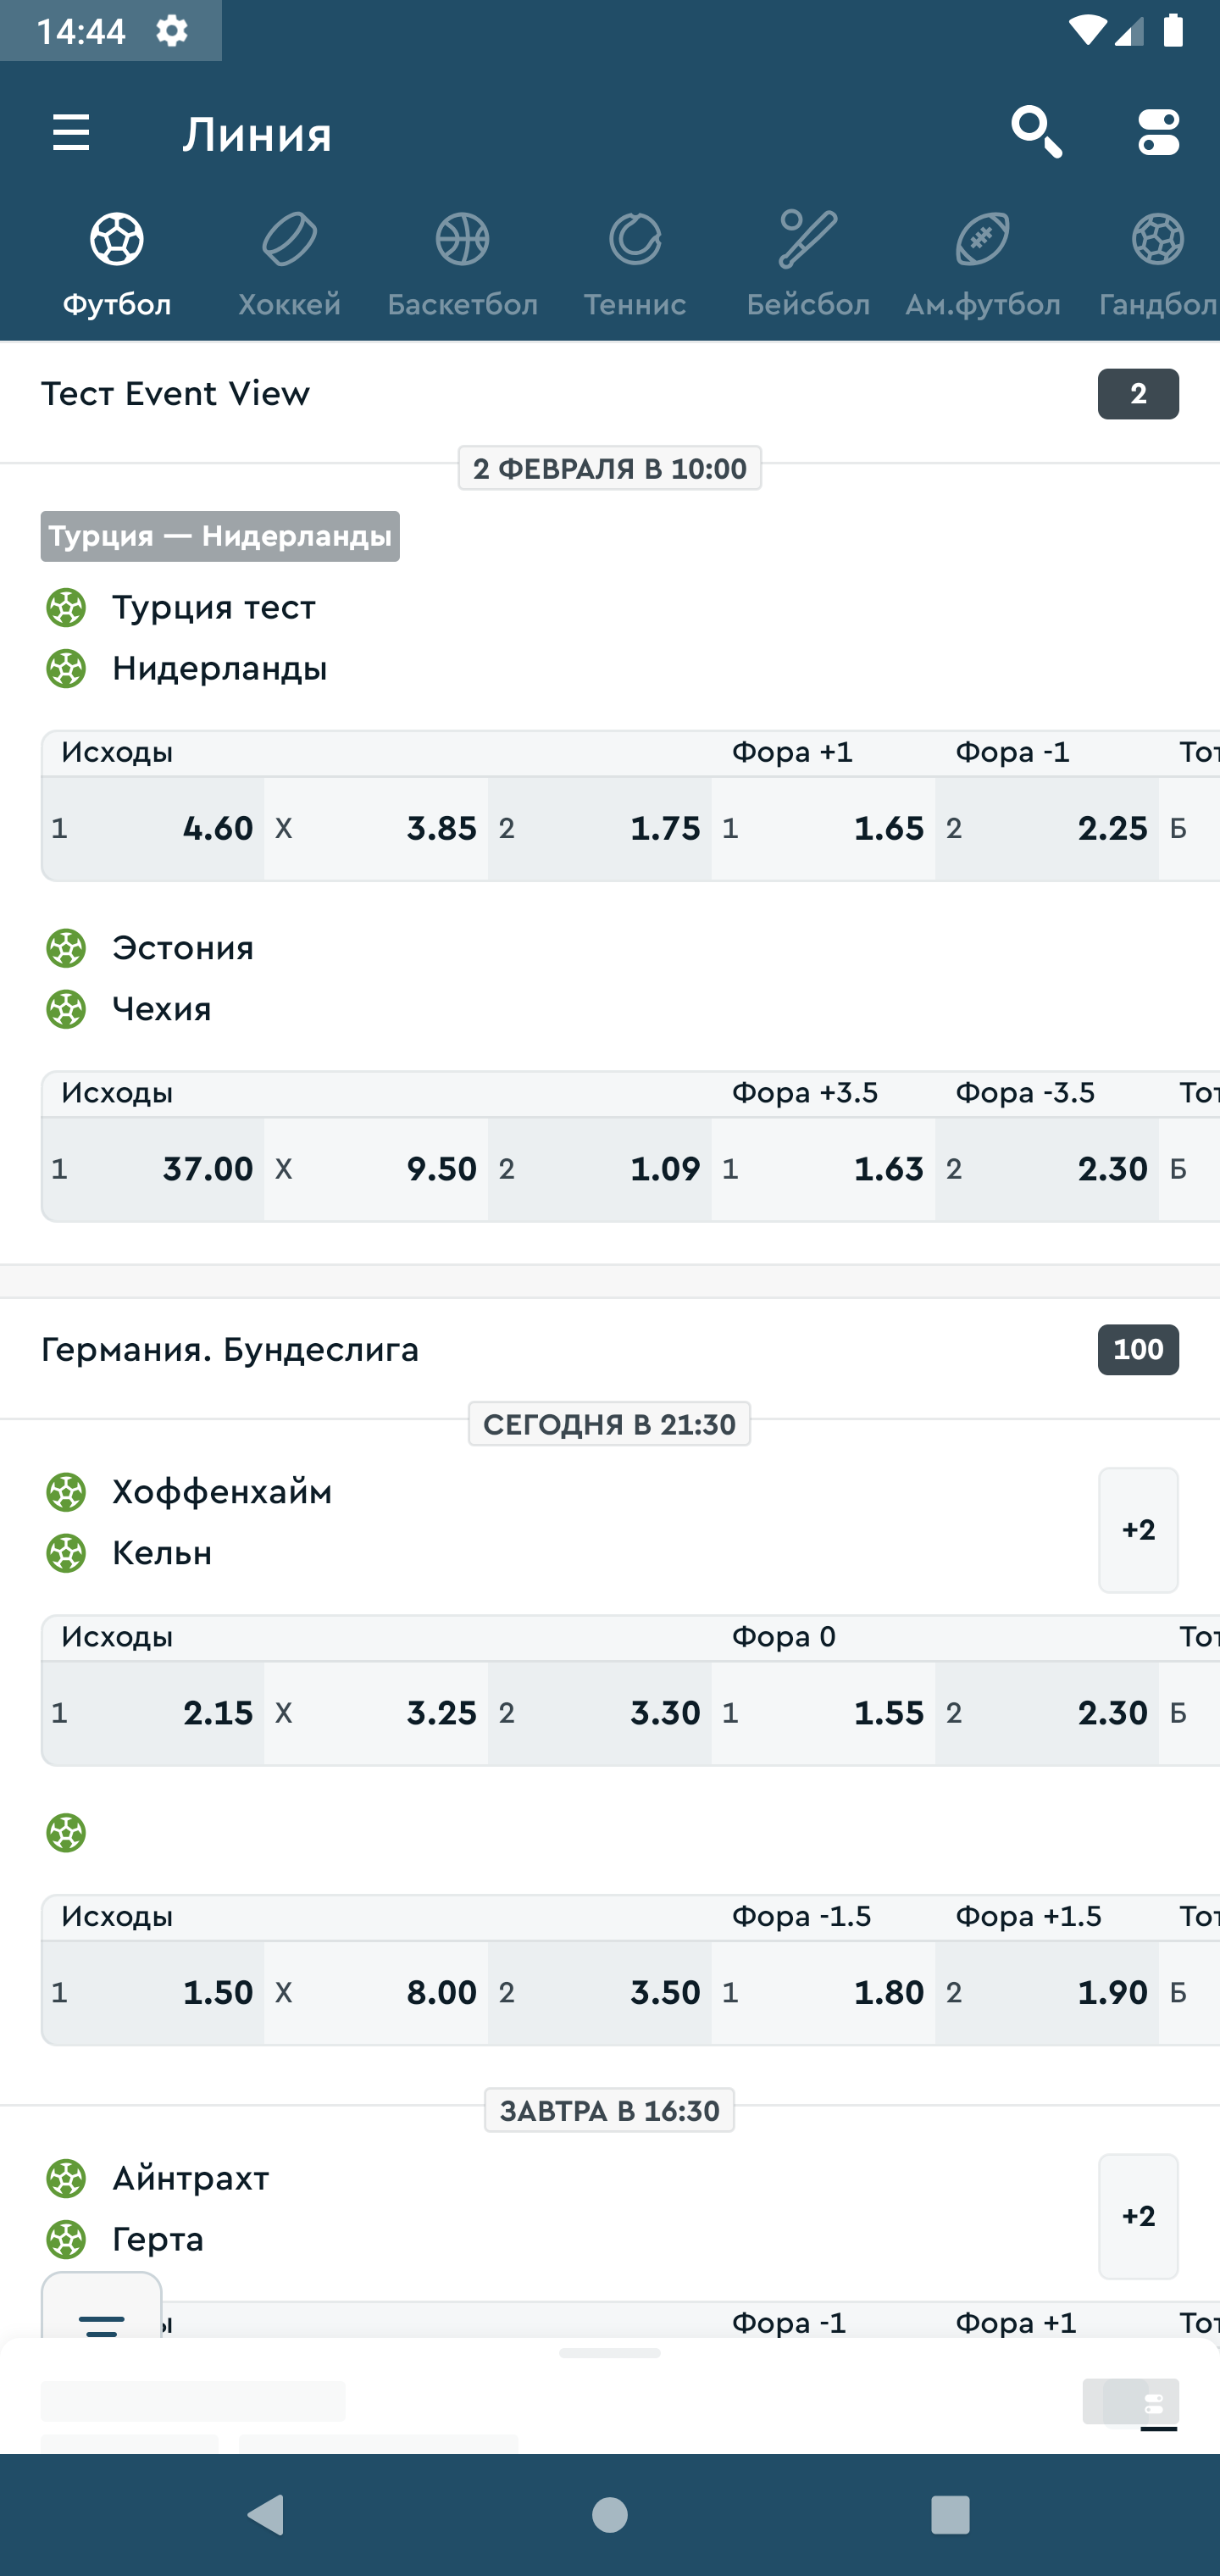 14:44
Линия
Футбол Хоккей Баскетбол Теннис Бейсбол Ам.футбол Гандбол
Тест Event View 2
2 ФЕВРАЛЯ В 10:00
Турция — Нидерланды
Турция тест
Нидерланды
Исходы Фора +1 Фора -1 Тот
1 4.60 X 3.85 2 1.75 1 1.65 2 2.25 Б
Эстония
Чехия
Исходы Фора +3.5 Фора -3.5 Тот
1 37.00 X 9.50 2 1.09 1 1.63 2 2.30 Б
Германия. Бундеслига 100
СЕГОДНЯ В 21:30
Хоффенхайм
+2
Кельн
Исходы Фора 0 Тот
1 2.15 X 3.25 2 3.30 1 1.55 2 2.30 Б
Исходы Фора -1.5 Фора +1.5 Тот
1 1.50 X 8.00 2 3.50 1 1.80 2 1.90 Б
ЗАВТРА В 16:30
Айнтрахт
+2
Герта
ы Фора -1 Фора +1 Тот